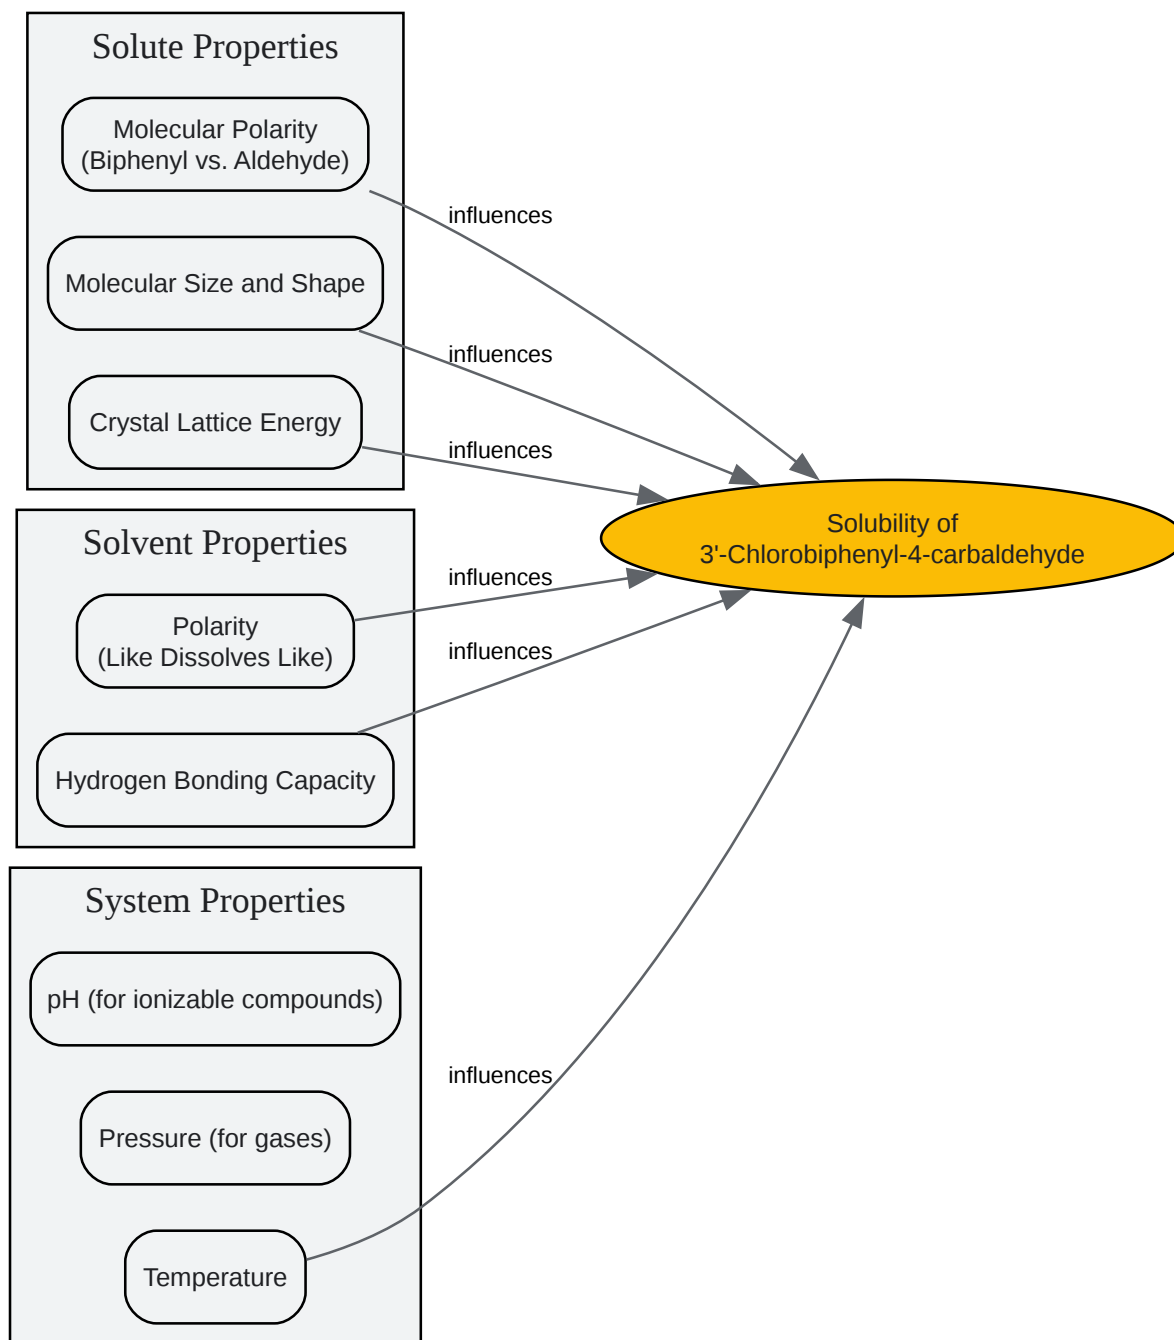 Solute Properties
Molecular Polarity
(Biphenyl vs. Aldehyde)
influences
Molecular Size and Shape
influences
Crystal Lattice Energy
influences
Solubility of
3'-Chlorobiphenyl-4-carbaldehyde
Solvent Properties
influences
Polarity
(Like Dissolves Like)
influences
Hydrogen Bonding Capacity
System Properties
pH (for ionizable compounds)
influences
Pressure (for gases)
Temperature